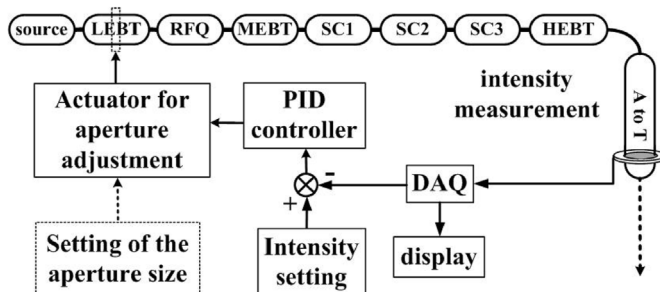 source LEBT RFQ MEBT SC1 SC2 SC3 HEBT
intensity
measurement
A to T
Actuator for
aperture
adjustment
PID
controller
-
+
DAQ
Setting of the
aperture size
Intensity
setting
display